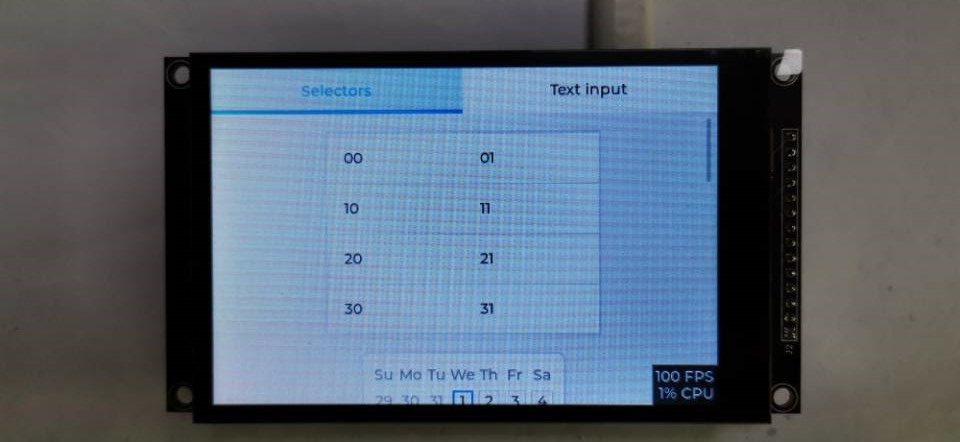 Selectors Text input
00 01
10 11
20 21
30 31
Su Mo Tu We Th Fr Sa
29 30 31 1 2 3 4
100 FPS
1% CPU
J2